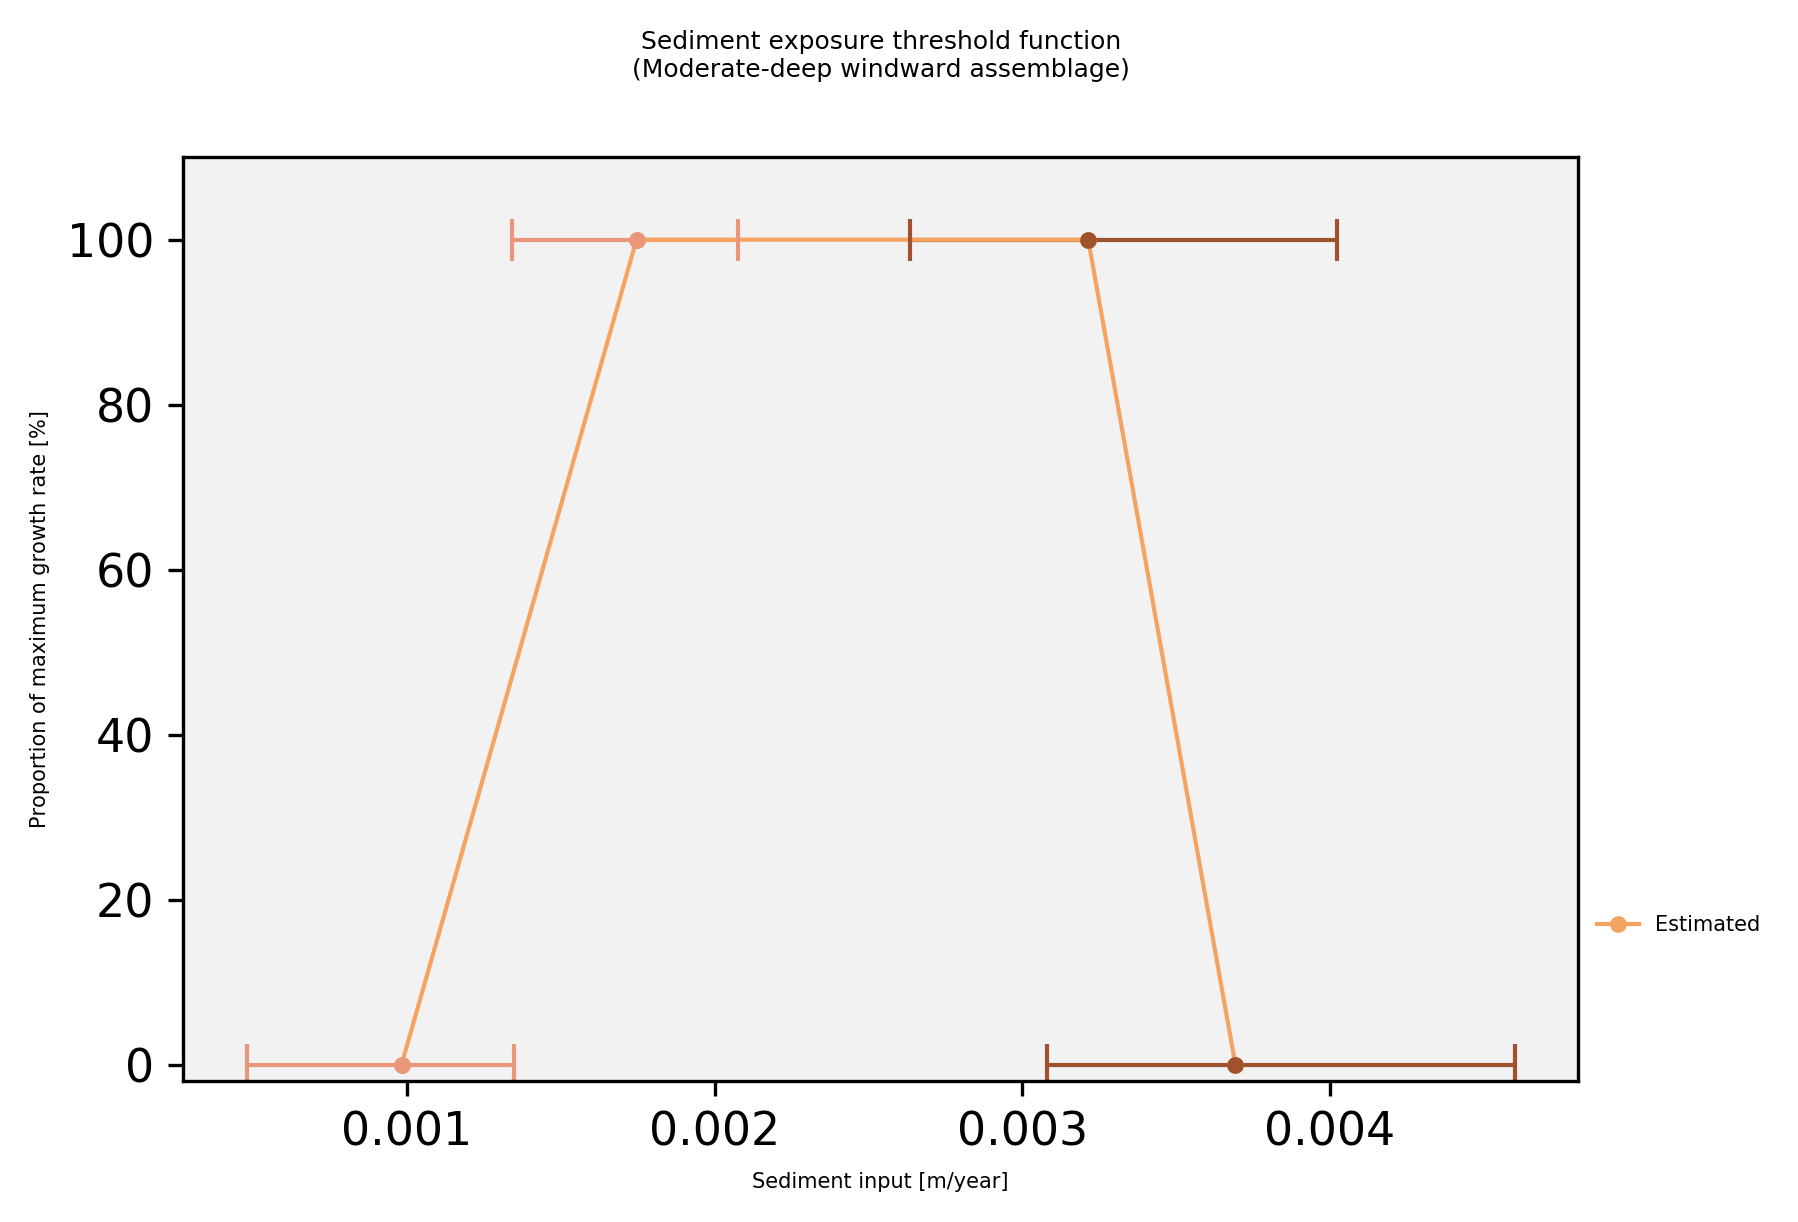 Sediment exposure threshold function
(Moderate-deep windward assemblage)
Proportion of maximum growth rate [%]
100
80
60
40
20
0
Estimated
0.001
0.002
0.003
0.004
Sediment input [m/year]